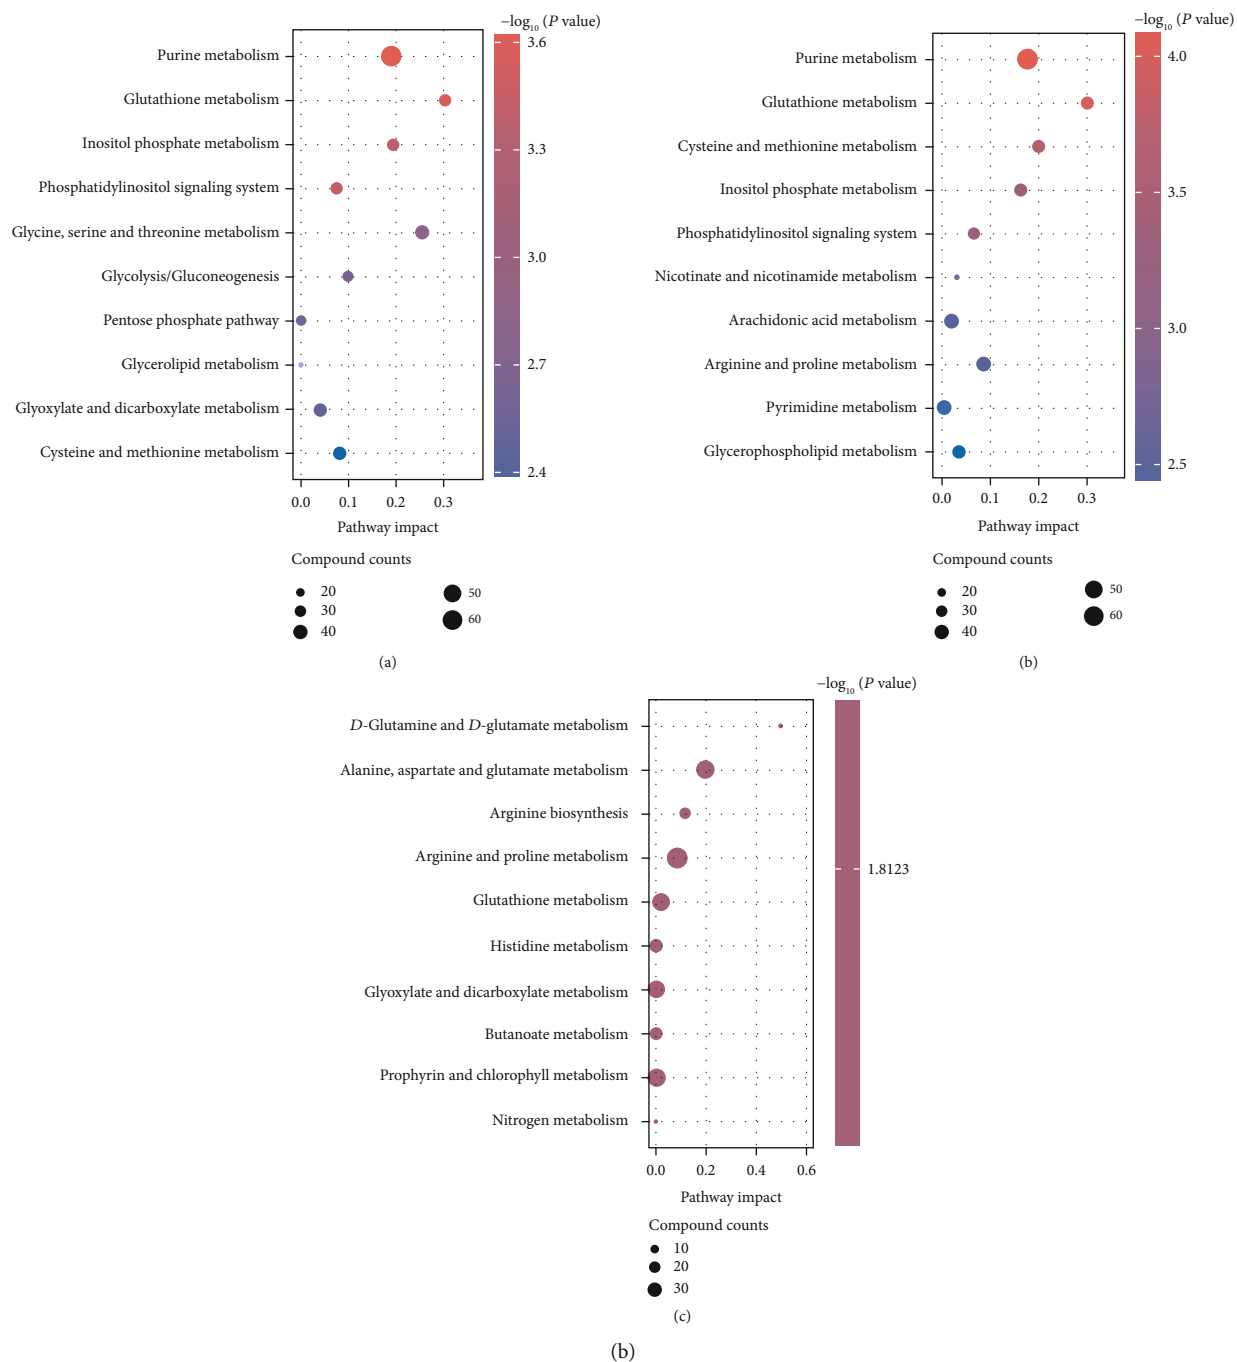 −log10 (P value)
3.6
3.3
3.0
2.7
2.4
Purine metabolism
Glutathione metabolism
Inositol phosphate metabolism
Phosphatidylinositol signaling system
Glycine, serine and threonine metabolism
Glycolysis/Gluconeogenesis
Pentose phosphate pathway
Glycerolipid metabolism
Glyoxylate and dicarboxylate metabolism
Cysteine and methionine metabolism
0.0 0.1 0.2 0.3
Pathway impact
Compound counts
20 50
30 60
40
(a)
−log10 (P value)
4.0
3.5
3.0
2.5
Purine metabolism
Glutathione metabolism
Cysteine and methionine metabolism
Inositol phosphate metabolism
Phosphatidylinositol signaling system
Nicotinate and nicotinamide metabolism
Arachidonic acid metabolism
Arginine and proline metabolism
Pyrimidine metabolism
Glycerophospholipid metabolism
0.0 0.1 0.2 0.3
Pathway impact
Compound counts
20 50
30 60
40
(b)
−log10 (P value)
1.8123
D-Glutamine and D-glutamate metabolism
Alanine, aspartate and glutamate metabolism
Arginine biosynthesis
Arginine and proline metabolism
Glutathione metabolism
Histidine metabolism
Glyoxylate and dicarboxylate metabolism
Butanoate metabolism
Prophyrin and chlorophyll metabolism
Nitrogen metabolism
0.0 0.2 0.4 0.6
Pathway impact
Compound counts
10
20
30
(c)
(b)